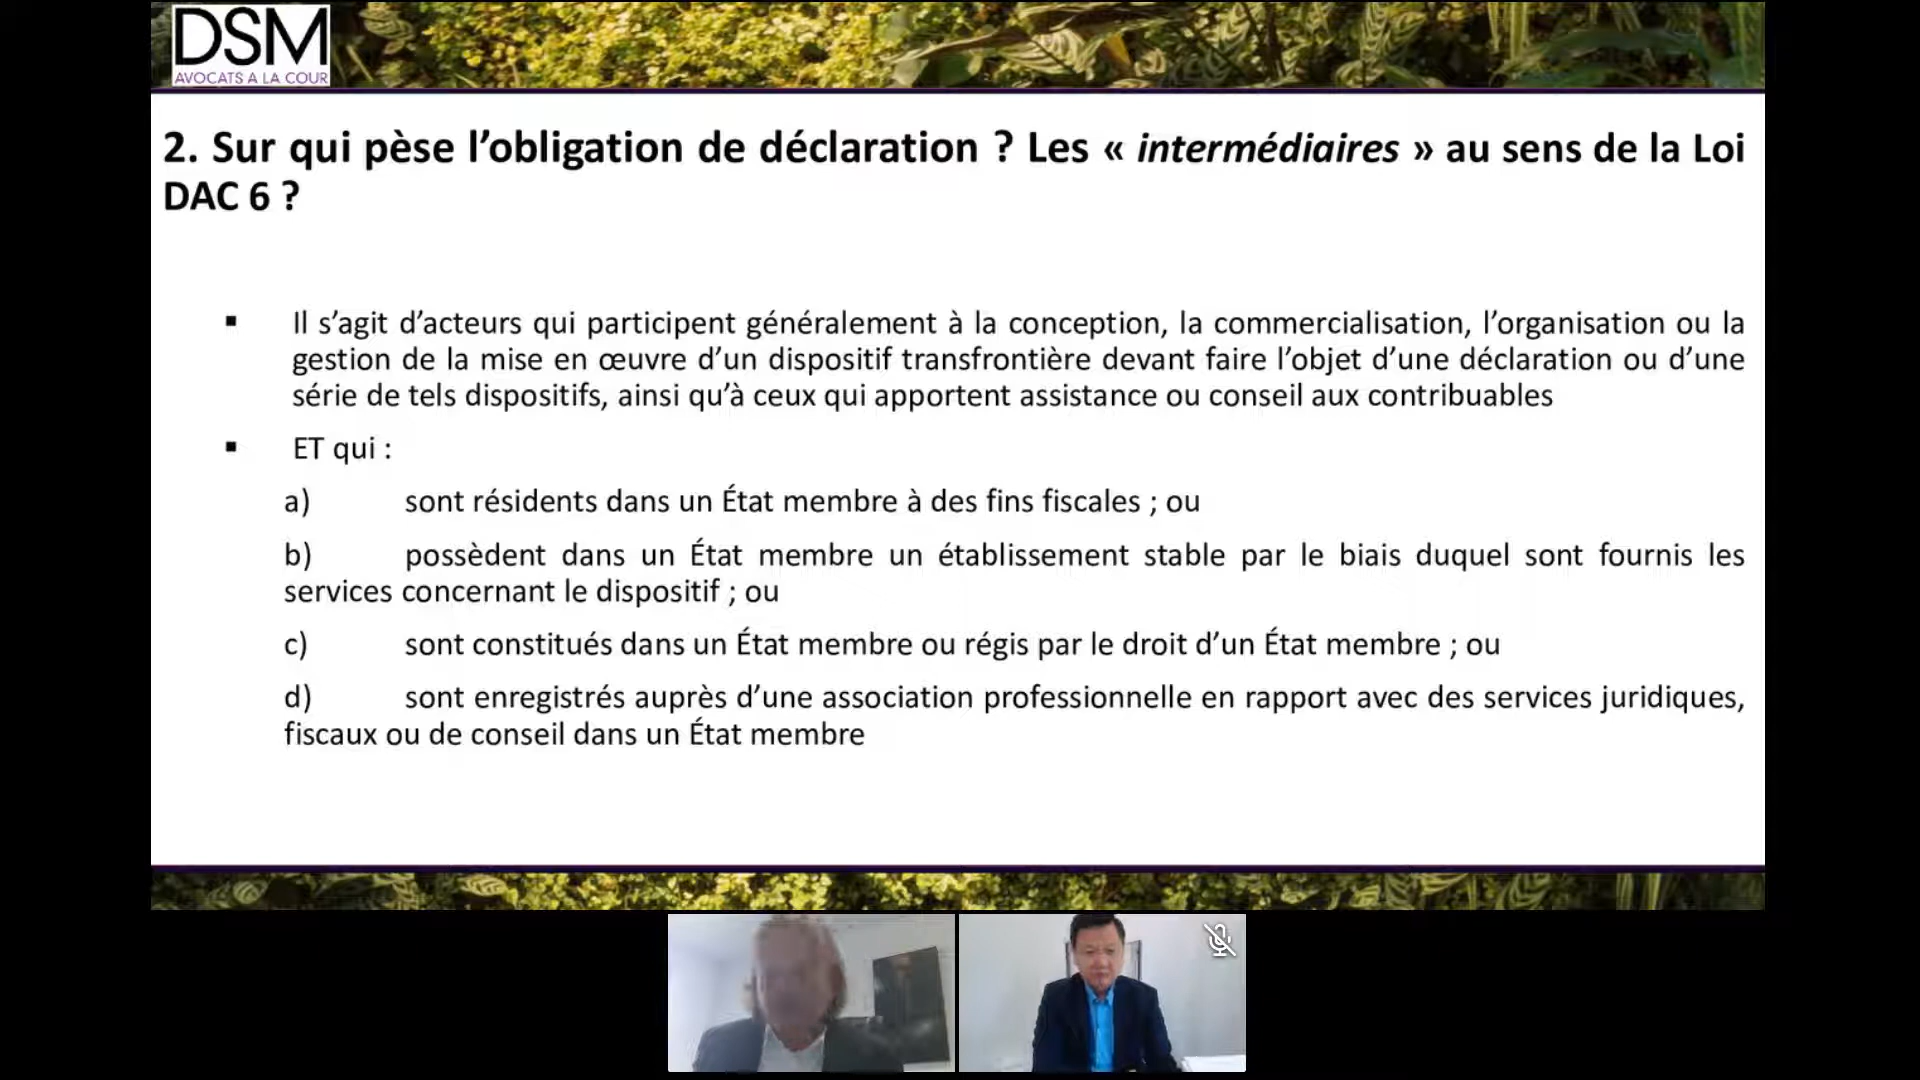 DSM
AVOCATS A LA COUR
2. Sur qui pèse l’obligation de déclaration ? Les « intermédiaires » au sens de la Loi
DAC 6 ?
▪ Il s’agit d’acteurs qui participent généralement à la conception, la commercialisation, l’organisation ou la
gestion de la mise en œuvre d’un dispositif transfrontière devant faire l’objet d’une déclaration ou d’une
série de tels dispositifs, ainsi qu’à ceux qui apportent assistance ou conseil aux contribuables
▪ ET qui :
a) sont résidents dans un État membre à des fins fiscales ; ou
b) possèdent dans un État membre un établissement stable par le biais duquel sont fournis les
services concernant le dispositif ; ou
c) sont constitués dans un État membre ou régis par le droit d’un État membre ; ou
d) sont enregistrés auprès d’une association professionnelle en rapport avec des services juridiques,
fiscaux ou de conseil dans un État membre